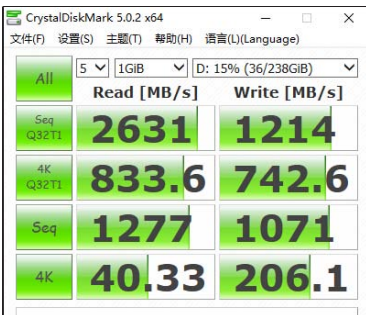 CrystalDiskMark 5.0.2 x64
文件(F) 设置(S) 主题(T) 帮助(H) 语言(L)(Language)
All 5 1GiB D: 15% (36/238GiB)
Read [MB/s] Write [MB/s]
Seq Q32T1 2631 1214
4K Q32T1 833.6 742.6
Seq 1277 1071
4K 40.33 206.1